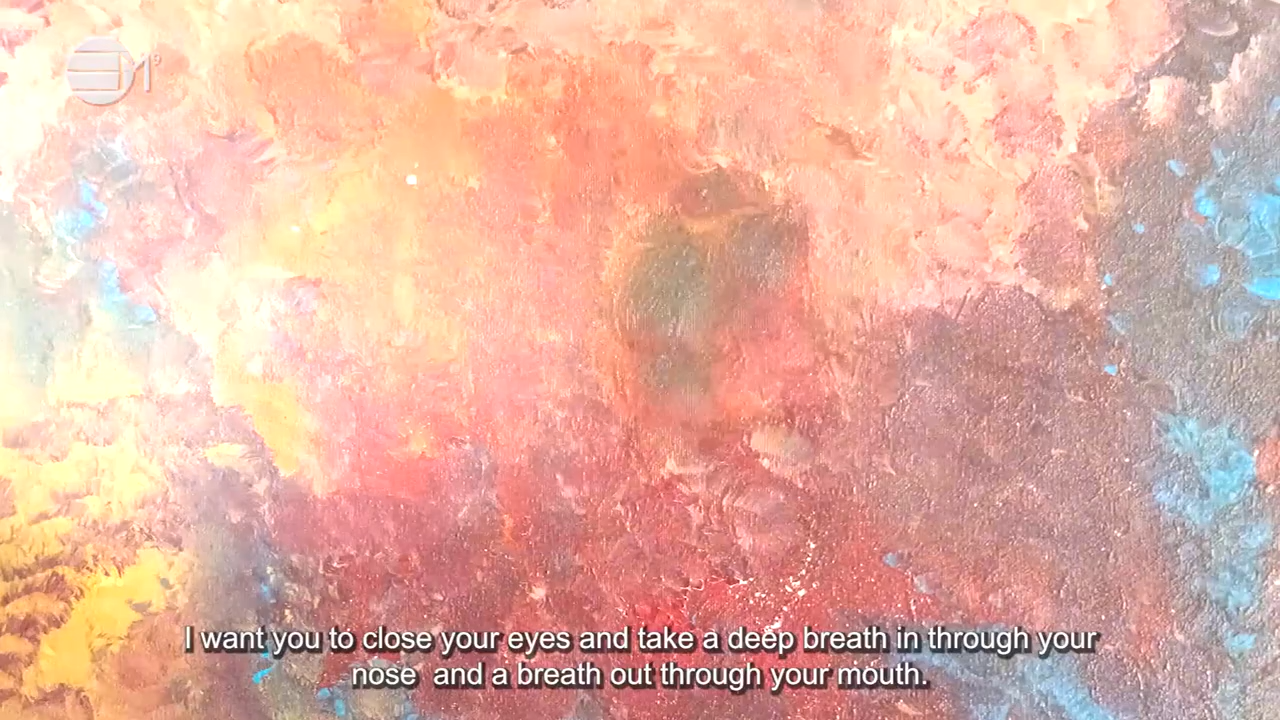 I want you to close your eyes and take a deep breath in through your
nose  and a breath out through your mouth.